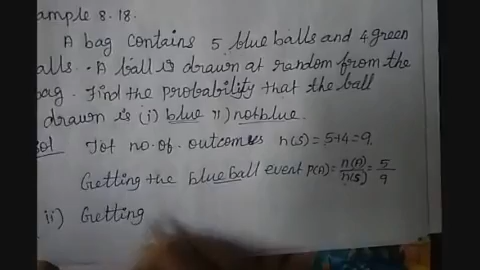 ample 8.18.
A bag contains 5 blue balls and 4 green
alls. A ball is drawn at random from the
bag. Find the probability that the ball
drawn is (i) blue ii) not blue.
sol Tot no. of. outcomes n(S) = 5+4 = 9.
Getting the blue ball event P(A) = n(A)/n(S) = 5/9
ii) Getting